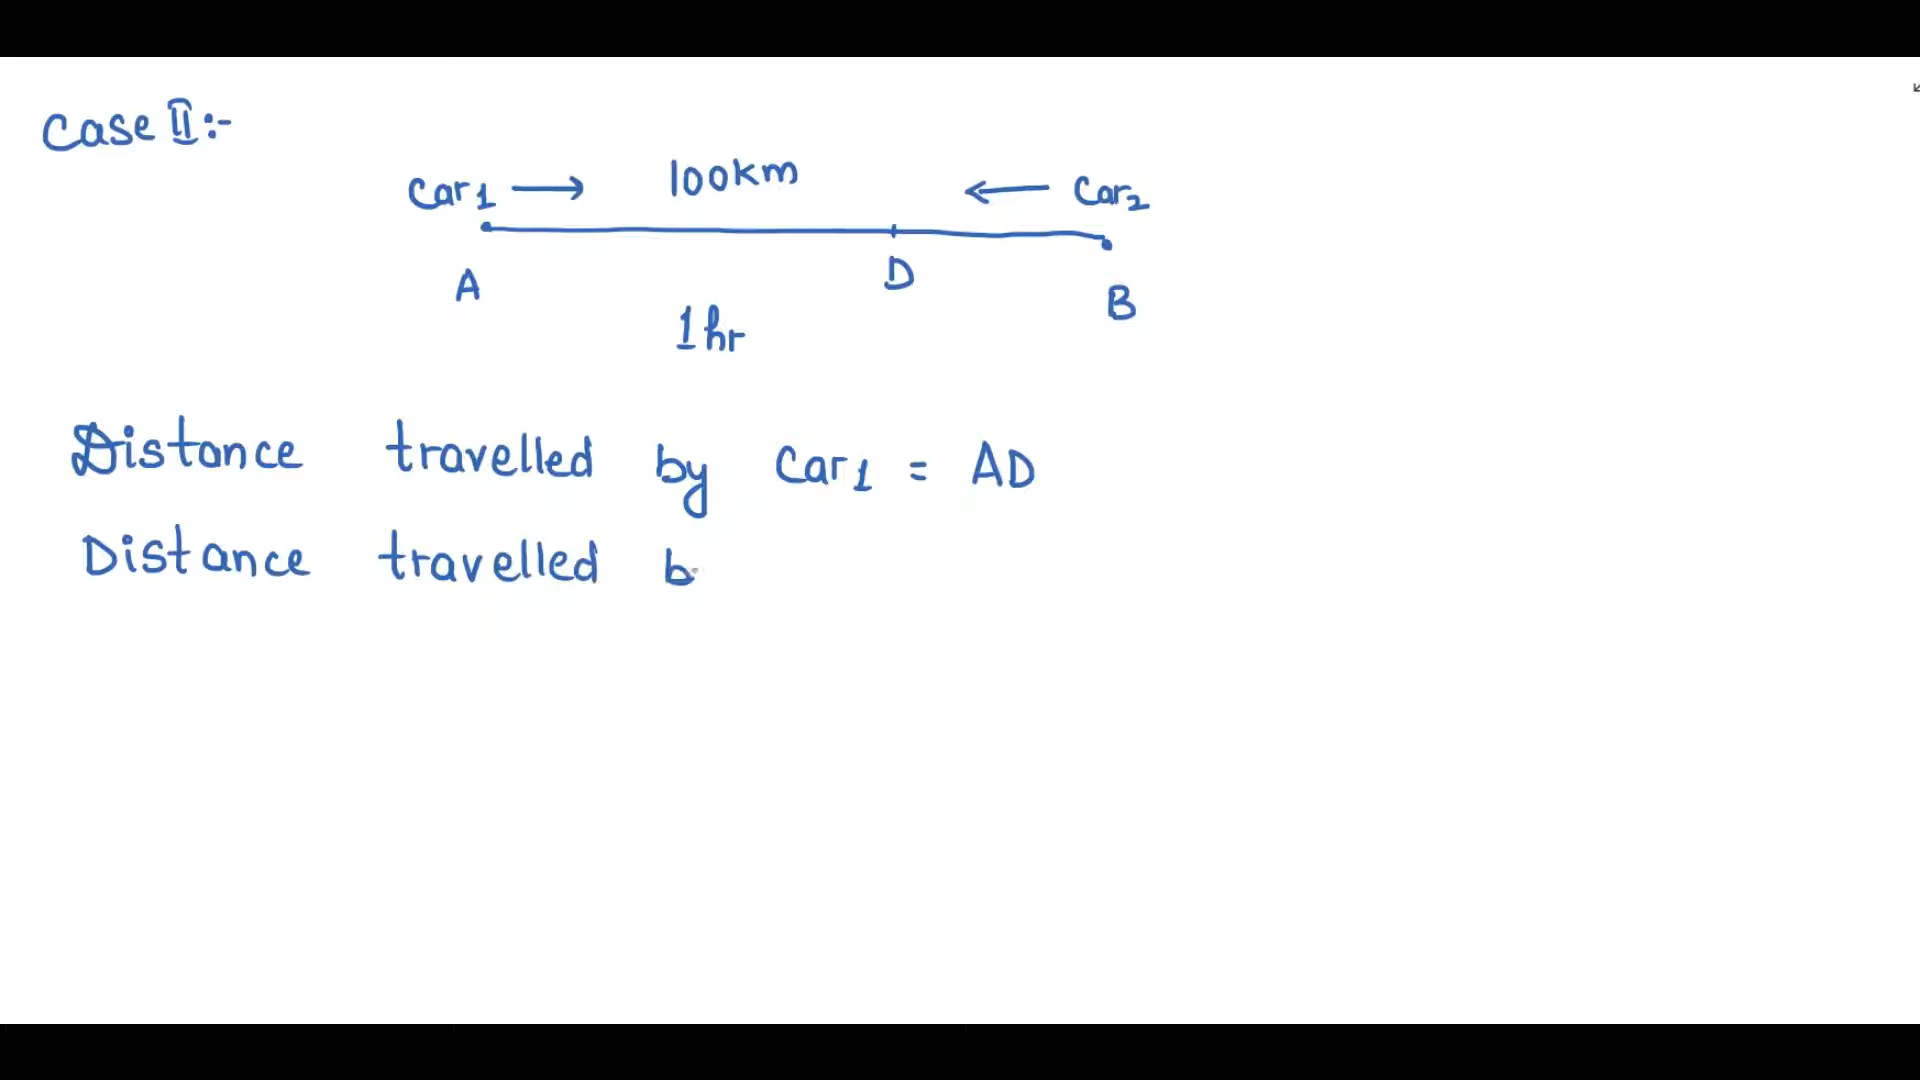 Case II:-
Car1 → 100km ← Car2
A D B
1hr
Distance travelled by Car1 = AD
Distance travelled b